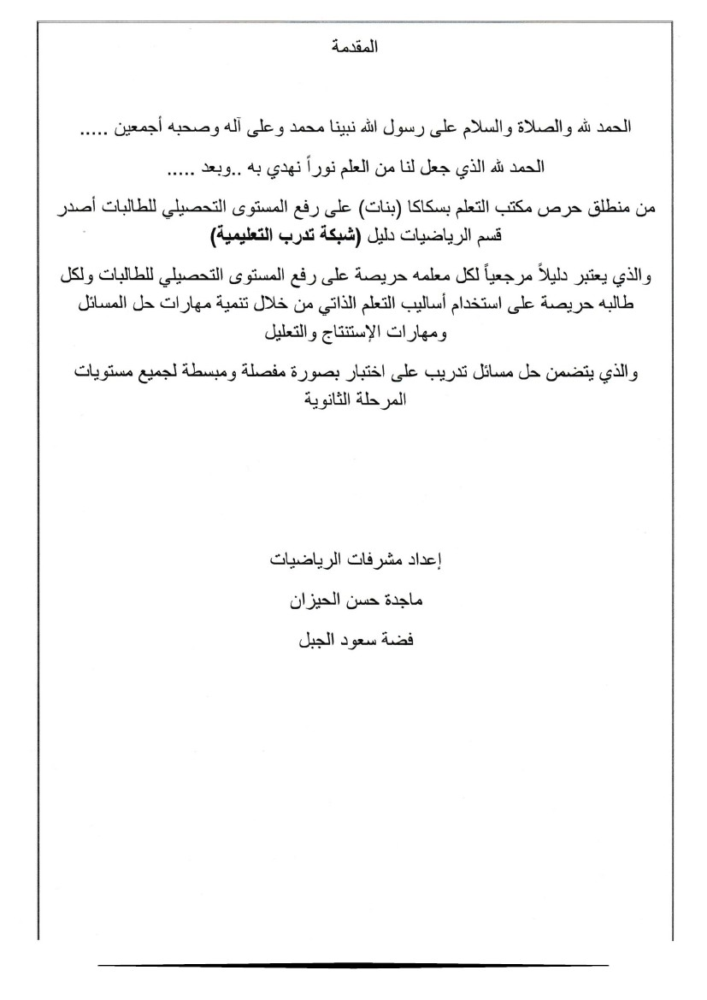 المقدمة
الحمد لله والصلاة والسلام على رسول الله نبينا محمد وعلى آله وصحبه أجمعين .....
الحمد لله الذي جعل لنا من العلم نوراً نهدي به ..وبعد .....
من منطلق حرص مكتب التعلم بسكاكا (بنات) على رفع المستوى التحصيلي للطالبات أصدر
قسم الرياضيات دليل (شبكة تدرب التعليمية)
والذي يعتبر دليلاً مرجعياً لكل معلمه حريصة على رفع المستوى التحصيلي للطالبات ولكل
طالبه حريصة على استخدام أساليب التعلم الذاتي من خلال تنمية مهارات حل المسائل
ومهارات الإستنتاج والتعليل
والذي يتضمن حل مسائل تدريب على اختبار بصورة مفصلة ومبسطة لجميع مستويات
المرحلة الثانوية
إعداد مشرفات الرياضيات
ماجدة حسن الحيزان
فضة سعود الجبل